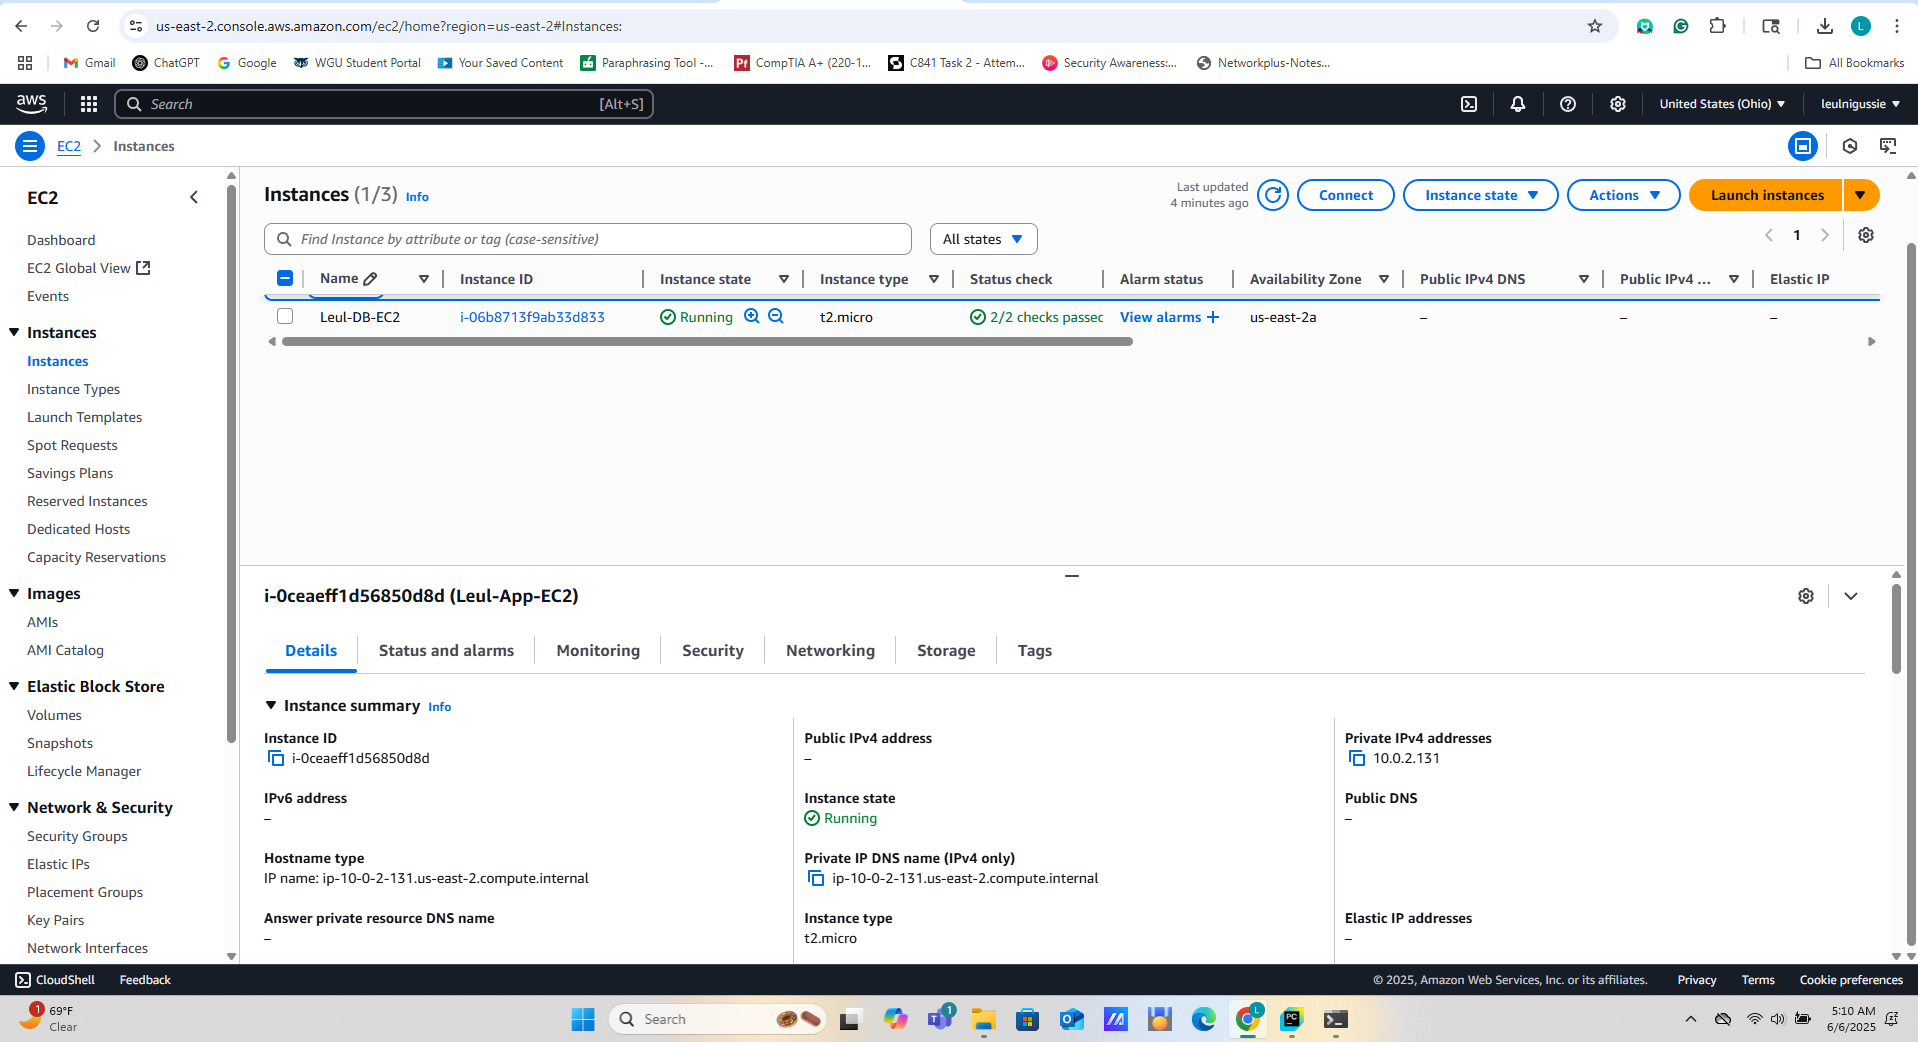 us-east-2.console.aws.amazon.com/ec2/home?region=us-east-2#Instances:
L
Gmail ChatGPT Google WGU Student Portal Your Saved Content Paraphrasing Tool -... CompTIA A+ (220-1... C841 Task 2 - Attem... Security Awareness:... Networkplus-Notes... All Bookmarks
aws Search [Alt+S] United States (Ohio) leulnigussie
EC2 Instances
EC2
Dashboard
EC2 Global View
Events
Instances
Instances
Instance Types
Launch Templates
Spot Requests
Savings Plans
Reserved Instances
Dedicated Hosts
Capacity Reservations
Images
AMIs
AMI Catalog
Elastic Block Store
Volumes
Snapshots
Lifecycle Manager
Network & Security
Security Groups
Elastic IPs
Placement Groups
Key Pairs
Network Interfaces
Instances (1/3) Info
Last updated
4 minutes ago
Connect Instance state Actions Launch instances
Find Instance by attribute or tag (case-sensitive) All states 1
Name Instance ID Instance state Instance type Status check Alarm status Availability Zone Public IPv4 DNS Public IPv4 ... Elastic IP
Leul-DB-EC2 i-06b8713f9ab33d833 Running t2.micro 2/2 checks passed View alarms + us-east-2a – – –
i-0ceaeff1d56850d8d (Leul-App-EC2)
Details Status and alarms Monitoring Security Networking Storage Tags
Instance summary Info
Instance ID
i-0ceaeff1d56850d8d
Public IPv4 address
–
Private IPv4 addresses
10.0.2.131
IPv6 address
–
Instance state
Running
Public DNS
–
Hostname type
IP name: ip-10-0-2-131.us-east-2.compute.internal
Private IP DNS name (IPv4 only)
ip-10-0-2-131.us-east-2.compute.internal
Answer private resource DNS name
–
Instance type
t2.micro
Elastic IP addresses
–
CloudShell Feedback © 2025, Amazon Web Services, Inc. or its affiliates. Privacy Terms Cookie preferences
1
69°F
Clear
Search
1
L
PC
5:10 AM
6/6/2025